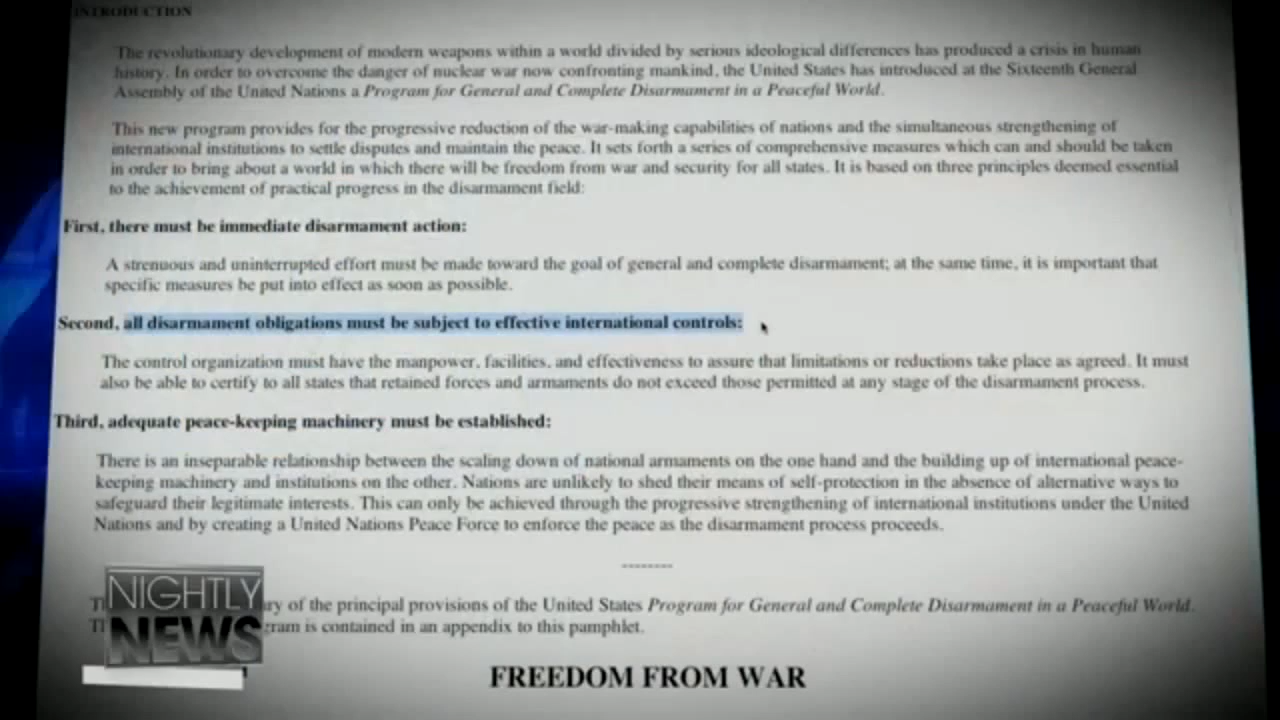 INTRODUCTION
The revolutionary development of modern weapons within a world divided by serious ideological differences has produced a crisis in human
history. In order to overcome the danger of nuclear war now confronting mankind, the United States has introduced at the Sixteenth General
Assembly of the United Nations a Program for General and Complete Disarmament in a Peaceful World.
This new program provides for the progressive reduction of the war-making capabilities of nations and the simultaneous strengthening of
international institutions to settle disputes and maintain the peace. It sets forth a series of comprehensive measures which can and should be taken
in order to bring about a world in which there will be freedom from war and security for all states. It is based on three principles deemed essential
to the achievement of practical progress in the disarmament field:
First, there must be immediate disarmament action:
A strenuous and uninterrupted effort must be made toward the goal of general and complete disarmament; at the same time, it is important that
specific measures be put into effect as soon as possible.
Second, all disarmament obligations must be subject to effective international controls:
The control organization must have the manpower, facilities, and effectiveness to assure that limitations or reductions take place as agreed. It must
also be able to certify to all states that retained forces and armaments do not exceed those permitted at any stage of the disarmament process.
Third, adequate peace-keeping machinery must be established:
There is an inseparable relationship between the scaling down of national armaments on the one hand and the building up of international peace-
keeping machinery and institutions on the other. Nations are unlikely to shed their means of self-protection in the absence of alternative ways to
safeguard their legitimate interests. This can only be achieved through the progressive strengthening of international institutions under the United
Nations and by creating a United Nations Peace Force to enforce the peace as the disarmament process proceeds.
--------
of the principal provisions of the United States Program for General and Complete Disarmament in a Peaceful World.
is contained in an appendix to this pamphlet.
NIGHTLY
NEWS
FREEDOM FROM WAR